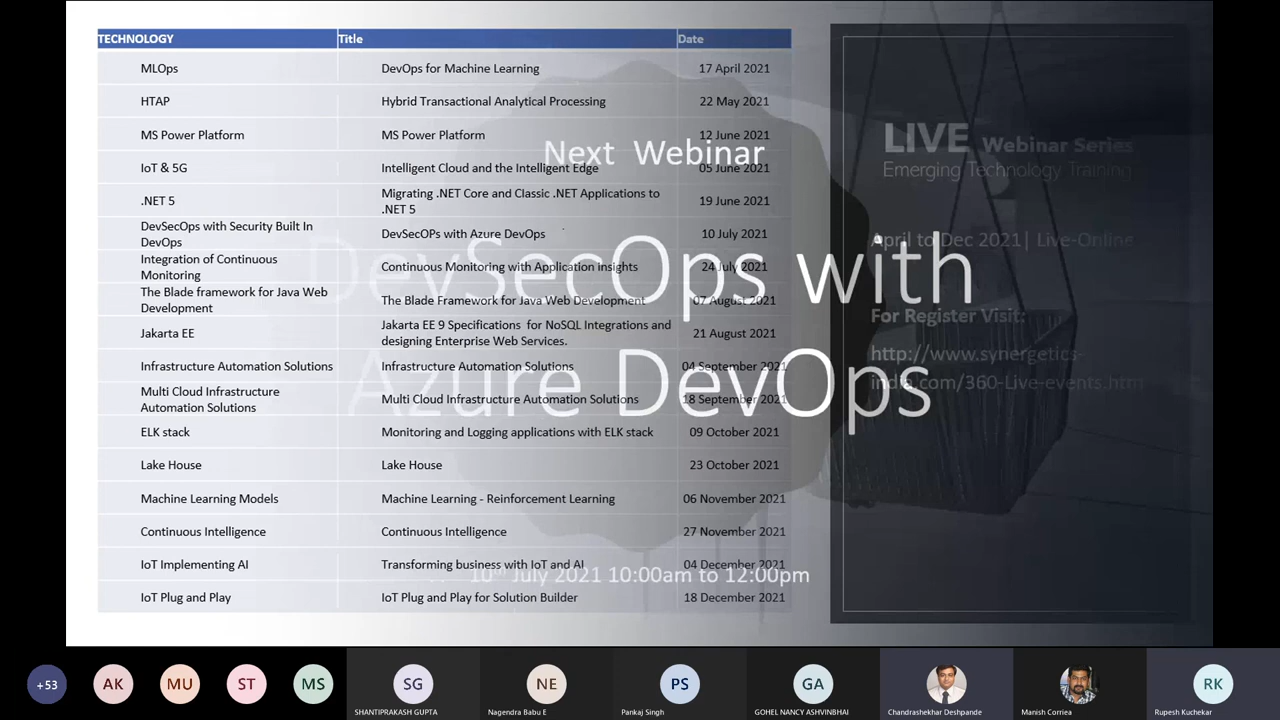 TECHNOLOGY Title Date
MLOps DevOps for Machine Learning 17 April 2021
HTAP Hybrid Transactional Analytical Processing 22 May 2021
MS Power Platform MS Power Platform 12 June 2021
IoT & 5G Intelligent Cloud and the Intelligent Edge 05 June 2021
.NET 5 Migrating .NET Core and Classic .NET Applications to
.NET 5
19 June 2021
DevSecOps with Security Built In
DevOps
DevSecOPs with Azure DevOps 10 July 2021
Integration of Continuous
Monitoring
Continuous Monitoring with Application insights 24 July 2021
The Blade framework for Java Web
Development
The Blade Framework for Java Web Development 07 August 2021
Jakarta EE Jakarta EE 9 Specifications for NoSQL Integrations and
designing Enterprise Web Services.
21 August 2021
Infrastructure Automation Solutions Infrastructure Automation Solutions 04 September 2021
Multi Cloud Infrastructure
Automation Solutions
Multi Cloud Infrastructure Automation Solutions 18 September 2021
ELK stack Monitoring and Logging applications with ELK stack 09 October 2021
Lake House Lake House 23 October 2021
Machine Learning Models Machine Learning - Reinforcement Learning 06 November 2021
Continuous Intelligence Continuous Intelligence 27 November 2021
IoT Implementing AI Transforming business with IoT and AI 04 December 2021
IoT Plug and Play IoT Plug and Play for Solution Builder 18 December 2021
Next Webinar
DevSecOps with
Azure DevOps
10th July 2021 10:00am to 12:00pm
LIVE Webinar Series
Emerging Technology Training
April to Dec 2021| Live-Online
For Register Visit:
http://www.synergetics-
india.com/360-Live-events.htm
+53 AK MU ST MS SG NE PS GA RK
SHANTIPRAKASH GUPTA Nagendra Babu E Pankaj Singh GOHEL NANCY ASHVINBHAI Chandrashekhar Deshpande Manish Corriea Rupesh Kuchekar